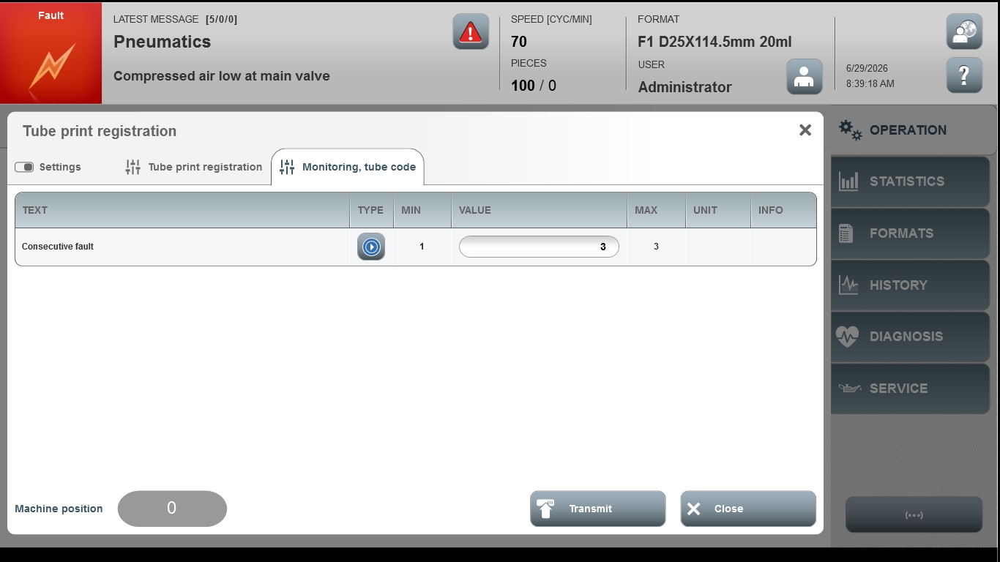 Fault
LATEST MESSAGE [5/0/0]
Pneumatics
Compressed air low at main valve
SPEED [CYC/MIN]
70
PIECES
100 / 0
FORMAT
F1 D25X114.5mm 20ml
USER
Administrator
6/29/2026
8:39:18 AM
?
Tube print registration
Settings
Tube print registration
Monitoring, tube code
TEXT TYPE MIN VALUE MAX UNIT INFO
Consecutive fault 1 3 3
Machine position 0
Transmit
Close
OPERATION
STATISTICS
FORMATS
HISTORY
DIAGNOSIS
SERVICE
(•••)